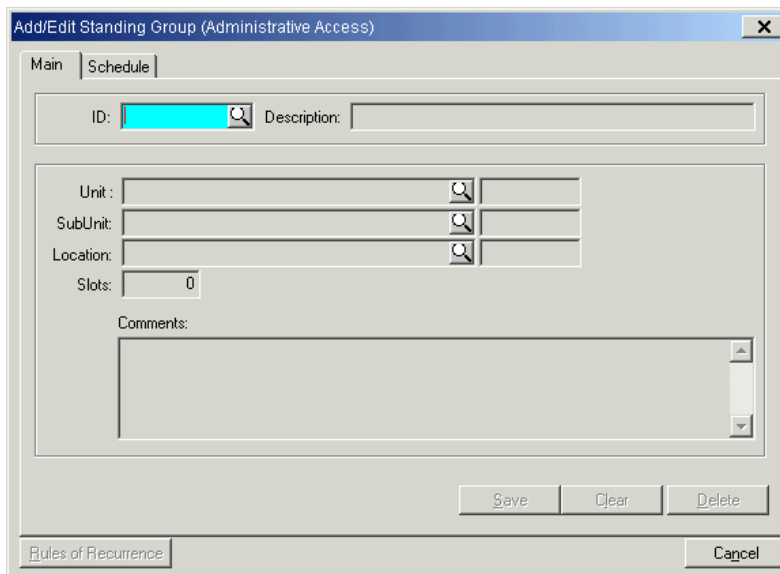 Add/Edit Standing Group (Administrative Access)
Main Schedule
ID: Description:
Unit :
SubUnit:
Location:
Slots: 0
Comments:
Save Clear Delete
Rules of Recurrence Cancel